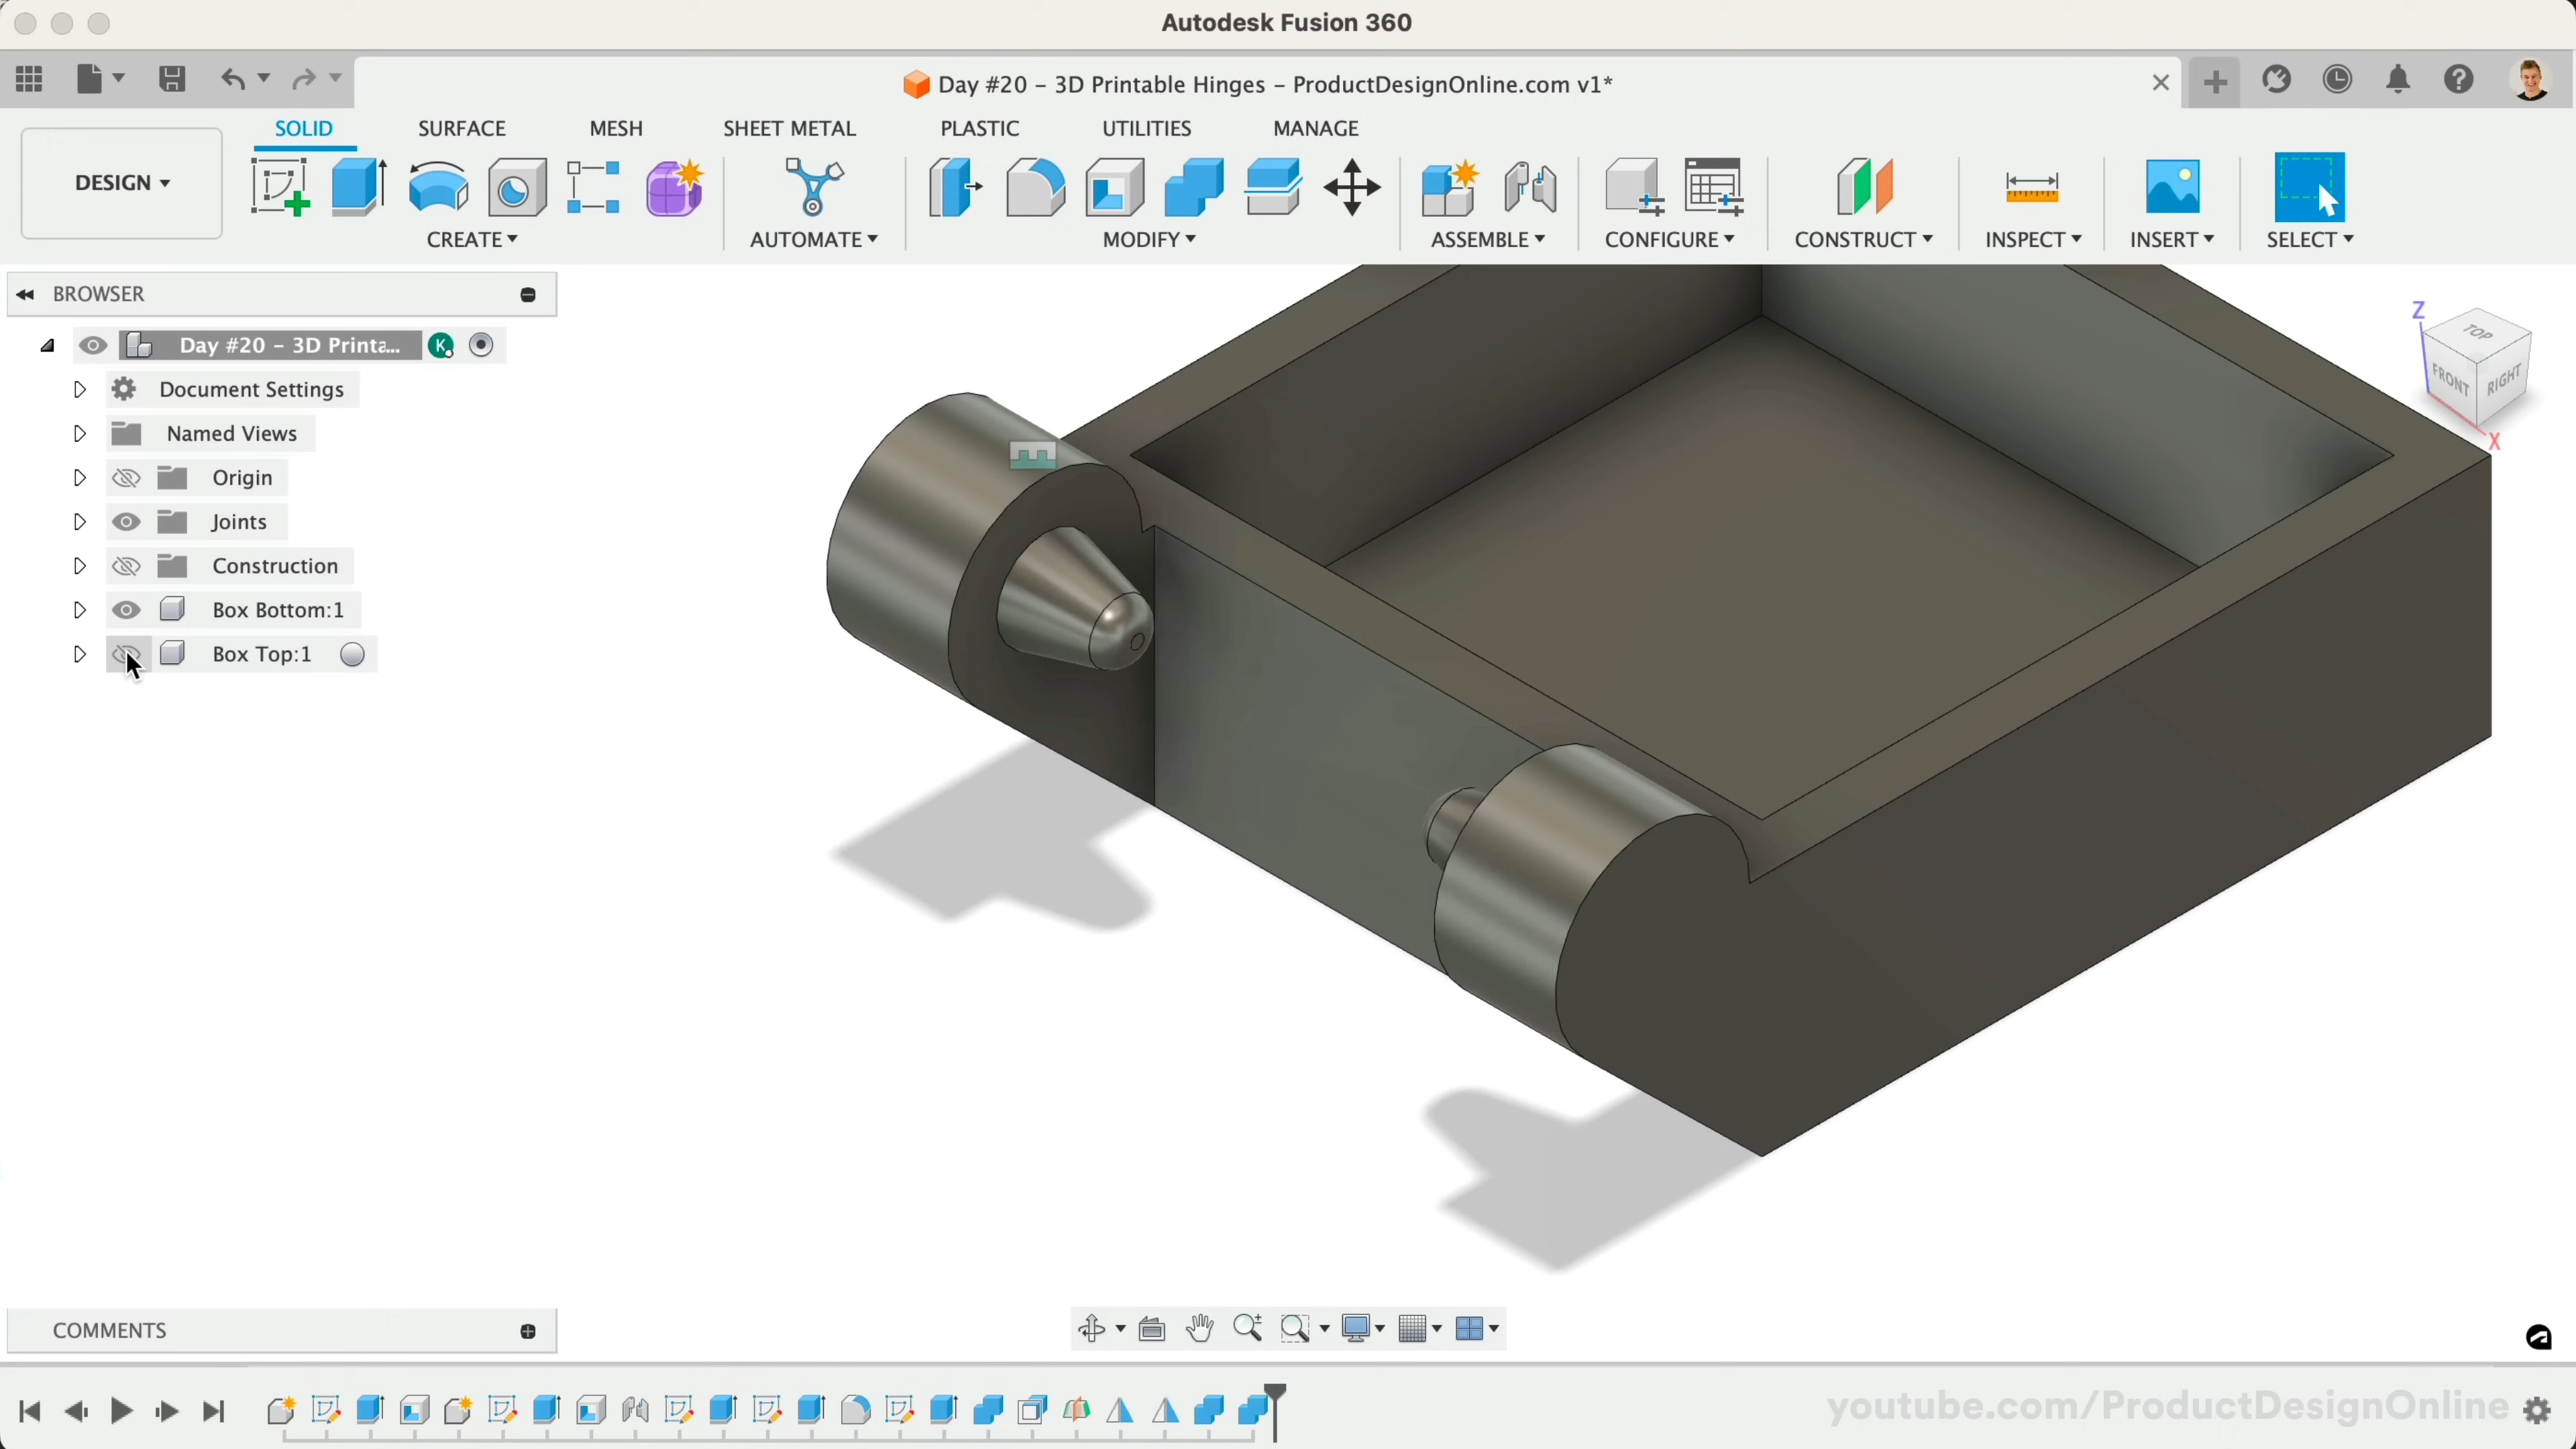 Autodesk Fusion 360
Day #20 - 3D Printable Hinges - ProductDesignOnline.com v1*
SOLID SURFACE MESH SHEET METAL PLASTIC UTILITIES MANAGE
DESIGN
CREATE AUTOMATE MODIFY ASSEMBLE CONFIGURE CONSTRUCT INSPECT INSERT SELECT
BROWSER
Day #20 - 3D Printa... K
Document Settings
Named Views
Origin
Joints
Construction
Box Bottom:1
Box Top:1
Z
TOP
FRONT RIGHT
X
COMMENTS
youtube.com/ProductDesignOnline